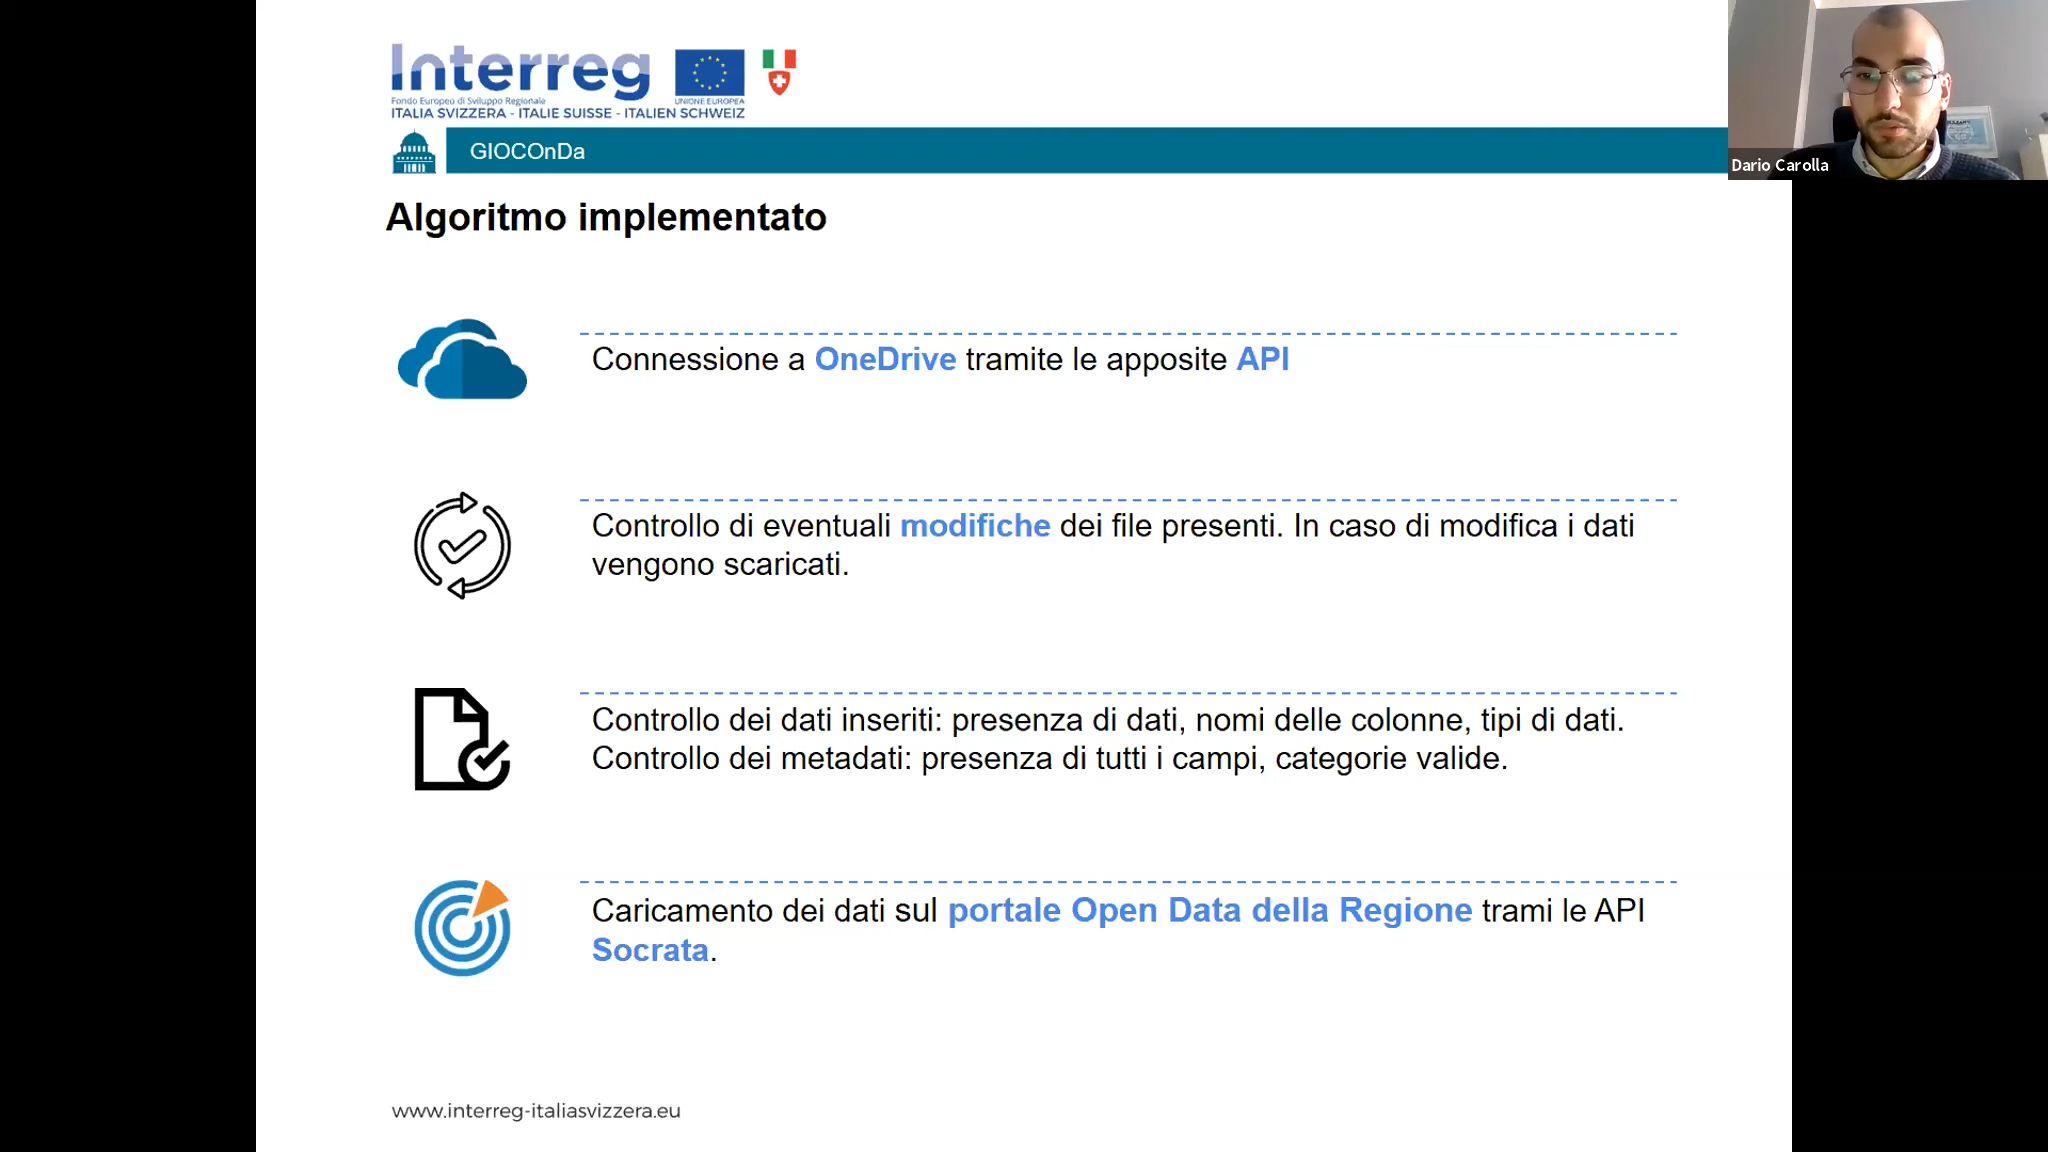 Interreg
Fondo Europeo di Sviluppo Regionale
UNIONE EUROPEA
ITALIA SVIZZERA - ITALIE SUISSE - ITALIEN SCHWEIZ
GIOCOnDa
Dario Carolla
Algoritmo implementato
Connessione a OneDrive tramite le apposite API
Controllo di eventuali modifiche dei file presenti. In caso di modifica i dati
vengono scaricati.
Controllo dei dati inseriti: presenza di dati, nomi delle colonne, tipi di dati.
Controllo dei metadati: presenza di tutti i campi, categorie valide.
Caricamento dei dati sul portale Open Data della Regione trami le API
Socrata.
www.interreg-italiasvizzera.eu